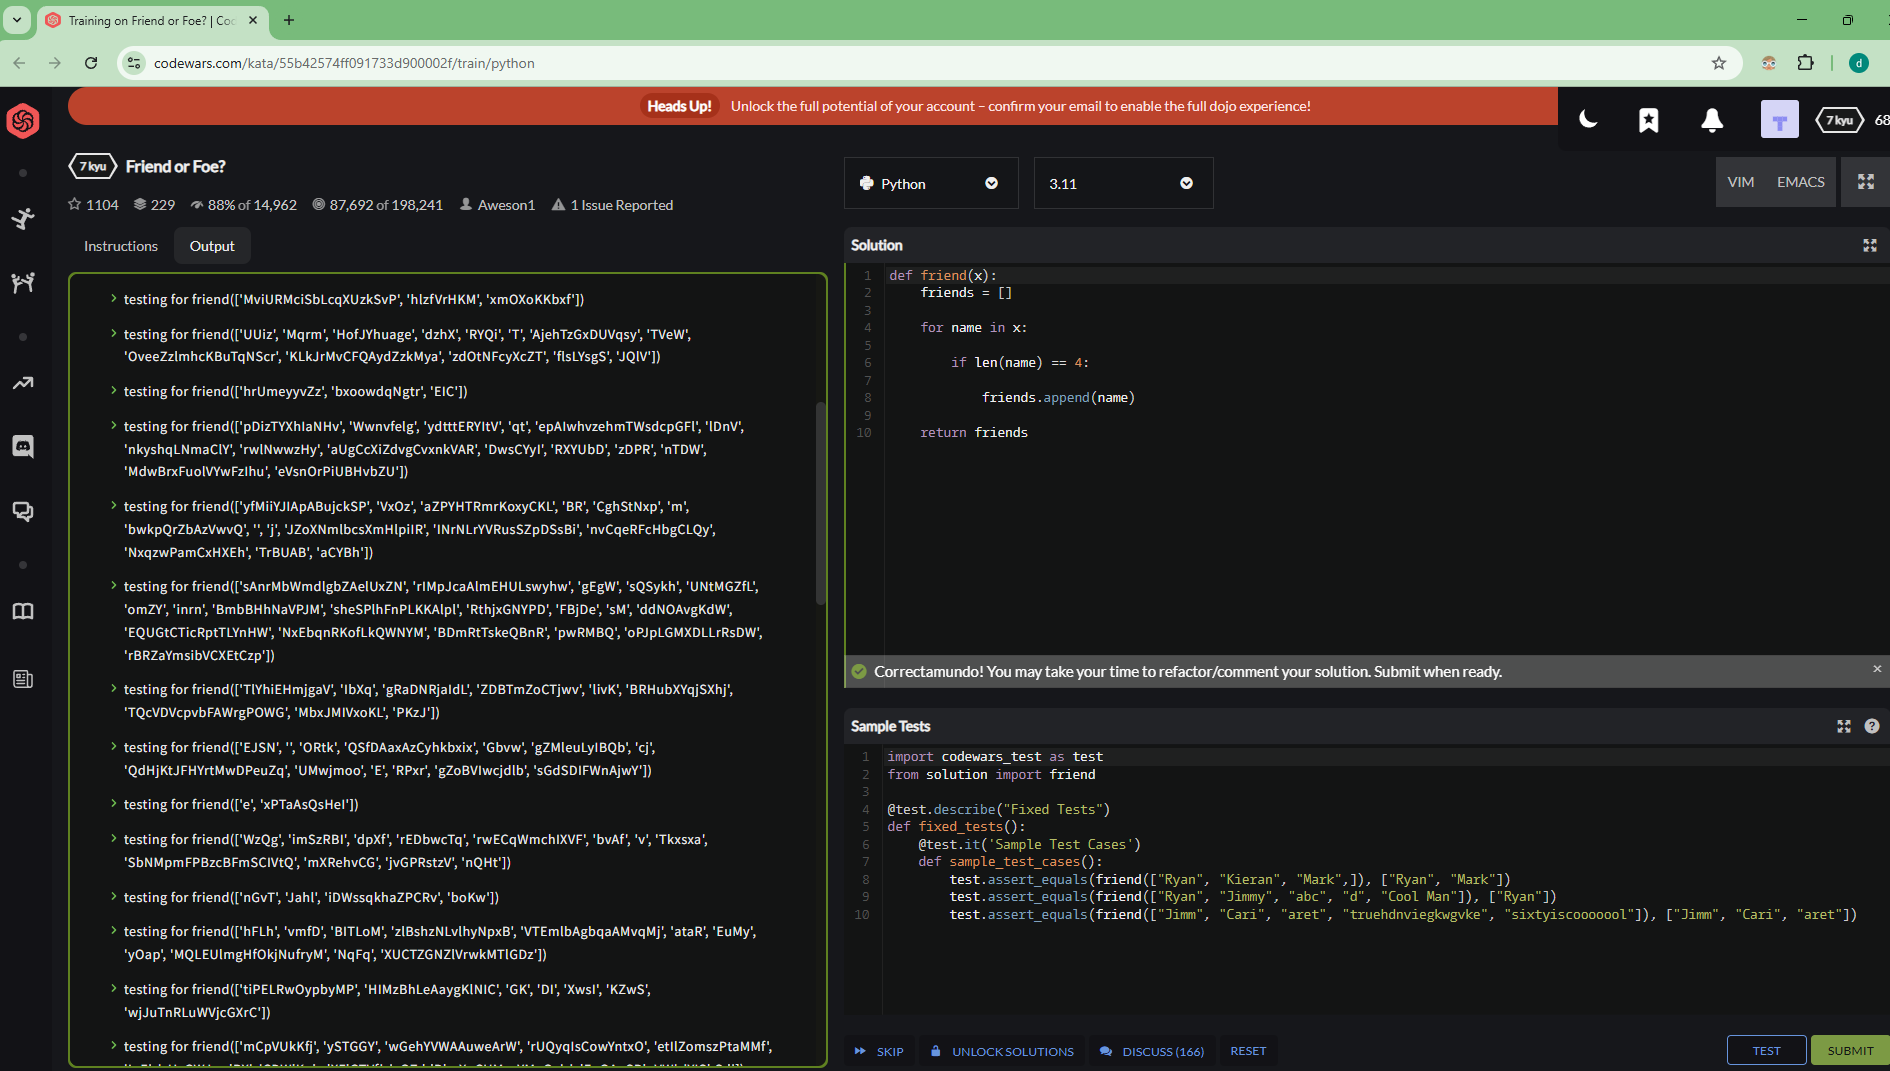 Training on Friend or Foe? | Coc
codewars.com/kata/55b42574ff091733d900002f/train/python
d
Heads Up! Unlock the full potential of your account – confirm your email to enable the full dojo experience!
7 kyu 68
7 kyu Friend or Foe?
1104 229 88% of 14,962 87,692 of 198,241 Aweson1 1 Issue Reported
Python 3.11 VIM EMACS
Instructions Output
testing for friend(['MviURMciSbLcqXUzkSvP', 'hlzfVrHKM', 'xmOXoKKbxf'])
testing for friend(['UUiz', 'Mqrm', 'HofJYhuage', 'dzhX', 'RYQi', 'T', 'AjehTzGxDUVqsy', 'TVeW',
'OveeZzlmhcKBuTqNScr', 'KLkJrMvCFQAydZzkMya', 'zdOtNFcyXcZT', 'flsLYsgS', 'JQlV'])
testing for friend(['hrUmeyyvZz', 'bxoowdqNgtr', 'EIC'])
testing for friend(['pDizTYXhIaNHv', 'Wwnvfelg', 'ydtttERYItV', 'qt', 'epAIwhvzehmTWsdcpGFl', 'lDnV',
'nkyshqLNmaClY', 'rwlNwwzHy', 'aUgCcXiZdvgCvxnkVAR', 'DwsCYyI', 'RXYUbD', 'zDPR', 'nTDW',
'MdwBrxFuolVYwFzIhu', 'eVsnOrPiUBHvbZU'])
testing for friend(['yfMiiYJIApABujckSP', 'VxOz', 'aZPYHTRmrKoxyCKL', 'BR', 'CghStNxp', 'm',
'bwkpQrZbAzVwvQ', '', 'j', 'JZoXNmlbcsXmHlpiIR', 'INrNLrYVRusSZpDSsBi', 'nvCqeRFcHbgCLQy',
'NxqzwPamCxHXEh', 'TrBUAB', 'aCYBh'])
testing for friend(['sAnrMbWmdlgbZAelUxZN', 'rIMpJcaAlmEHULswyhw', 'gEgW', 'sQSykh', 'UNtMGZfL',
'omZY', 'inrn', 'BmbBHhNaVPJM', 'sheSPlhFnPLKKAlpl', 'RthjxGNYPD', 'FBjDe', 'sM', 'ddNOAvgKdW',
'EQUGtCTicRptTLYnHW', 'NxEbqnRKofLkQWNYM', 'BDmRtTskeQBnR', 'pwRMBQ', 'oPJpLGMXDLLrRsDW',
'rBRZaYmsibVCXEtCzp'])
testing for friend(['TlYhiEHmjgaV', 'IbXq', 'gRaDNRjaIdL', 'ZDBTmZoCTjwv', 'livK', 'BRHubXYqjSXhj',
'TQcVDVcpvbFAWrgPOWG', 'MbxJMIVxoKL', 'PKzJ'])
testing for friend(['EJSN', '', 'ORtk', 'QSfDAaxAzCyhkbxix', 'Gbvw', 'gZMleuLyIBQb', 'cj',
'QdHjKtJFHYrtMwDPeuZq', 'UMwjmoo', 'E', 'RPxr', 'gZoBVIwcjdlb', 'sGdSDIFWnAjwY'])
testing for friend(['e', 'xPTaAsQsHeI'])
testing for friend(['WzQg', 'imSzRBI', 'dpXf', 'rEDbwcTq', 'rwECqWmchIXVF', 'bvAf', 'v', 'Tkxsxa',
'SbNMpmFPBzcBFmSCIVtQ', 'mXRehvCG', 'jvGPRstzV', 'nQHt'])
testing for friend(['nGvT', 'Jahl', 'iDWssqkhaZPCRv', 'boKw'])
testing for friend(['hFLh', 'vmfD', 'BITLoM', 'zlBshzNLvlhyNpxB', 'VTEmlbAgbqaAMvqMj', 'ataR', 'EuMy',
'yOap', 'MQLEUlmgHfOkjNufryM', 'NqFq', 'XUCTZGNZlVrwkMTlGDz'])
testing for friend(['tiPELRwOypbyMP', 'HIMzBhLeAaygKlNIC', 'GK', 'DI', 'XwsI', 'KZwS',
'wjJuTnRLuWVjcGXrC'])
testing for friend(['mCpVUkKfj', 'ySTGGY', 'wGehYVWAAuweArW', 'rUQyqIsCowYntxO', 'etIlZomszPtaMMf',
Solution
1 def friend(x):
2 friends = []
3
4 for name in x:
5
6 if len(name) == 4:
7
8 friends.append(name)
9
10 return friends
Correctamundo! You may take your time to refactor/comment your solution. Submit when ready.
Sample Tests
1 import codewars_test as test
2 from solution import friend
3
4 @test.describe("Fixed Tests")
5 def fixed_tests():
6 @test.it('Sample Test Cases')
7 def sample_test_cases():
8 test.assert_equals(friend(["Ryan", "Kieran", "Mark",]), ["Ryan", "Mark"])
9 test.assert_equals(friend(["Ryan", "Jimmy", "abc", "d", "Cool Man"]), ["Ryan"])
10 test.assert_equals(friend(["Jimm", "Cari", "aret", "truehdnviegkwgvke", "sixtyiscooooool"]), ["Jimm", "Cari", "aret"])
SKIP UNLOCK SOLUTIONS DISCUSS (166) RESET TEST SUBMIT